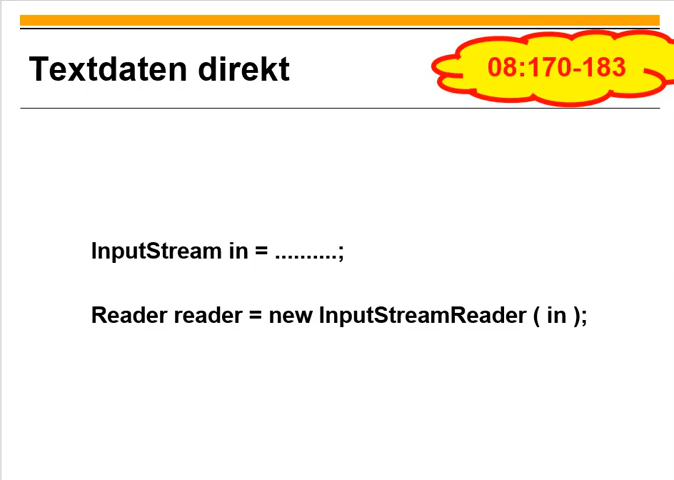 Textdaten direkt
08:170-183
InputStream in = ..........;
Reader reader = new InputStreamReader ( in );